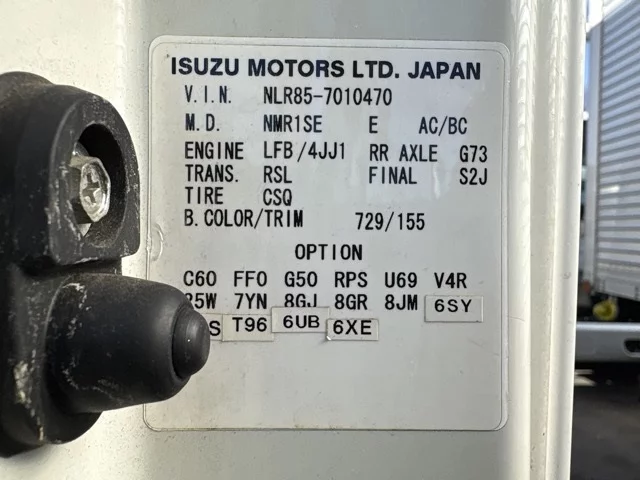 ISUZU MOTORS LTD. JAPAN
V.I.N. NLR85-7010470
M.D. NMR1SE E AC/BC
ENGINE LFB/4JJ1 RR AXLE G73
TRANS. RSL FINAL S2J
TIRE CSQ
B.COLOR/TRIM 729/155
OPTION
C60 FF0 G50 RPS U69 V4R
7YN 8GJ 8GR 8JM 6SY
T96 6UB 6XE